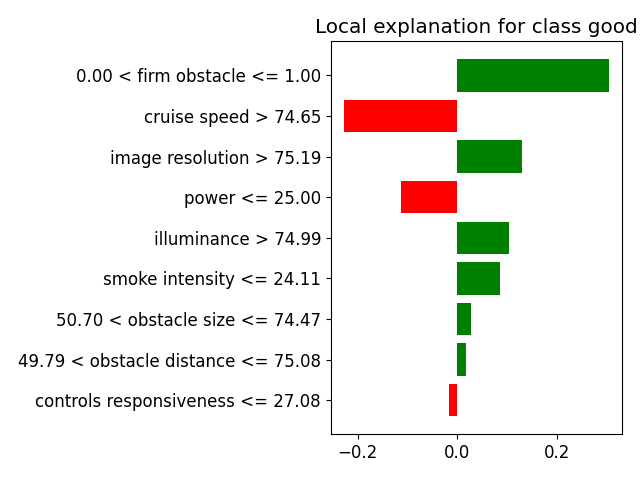 Local explanation for class good
0.00 < firm obstacle <= 1.00
cruise speed > 74.65
image resolution > 75.19
power <= 25.00
illuminance > 74.99
smoke intensity <= 24.11
50.70 < obstacle size <= 74.47
49.79 < obstacle distance <= 75.08
controls responsiveness <= 27.08
−0.2 0.0 0.2